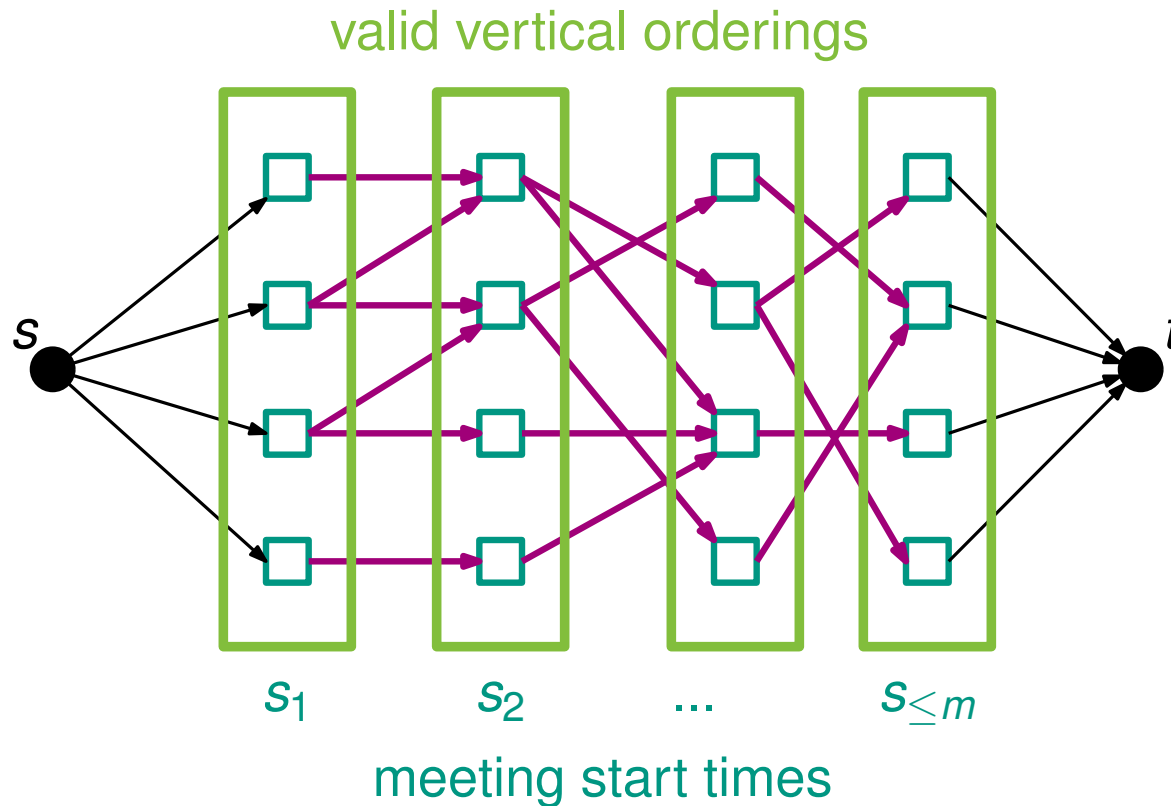 valid vertical orderings
s
t
s₁ s₂ ... s≤m
meeting start times